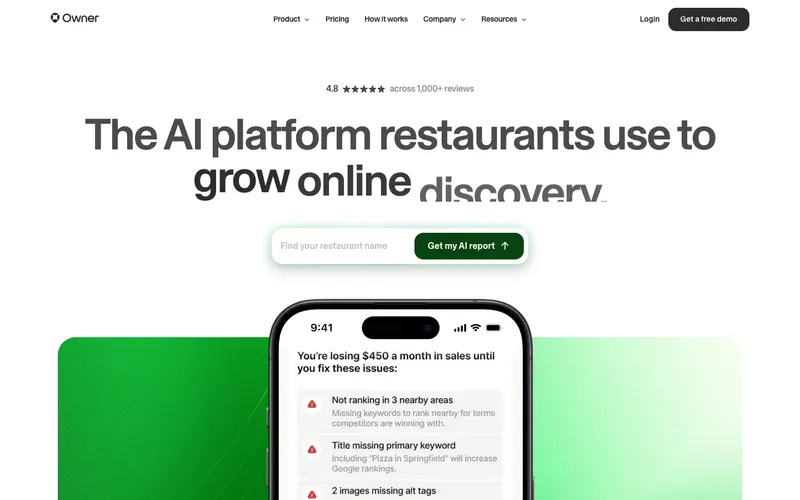 Owner
Product
Pricing
How it works
Company
Resources
Login
Get a free demo
4.8 ★★★★★ across 1,000+ reviews
The AI platform restaurants use to
grow online discovery.
Find your restaurant name
Get my AI report ↑
9:41
You're losing $450 a month in sales until
you fix these issues:
Not ranking in 3 nearby areas
Missing keywords to rank nearby for terms
competitors are winning with.
Title missing primary keyword
Including "Pizza in Springfield" will increase
Google rankings.
2 images missing alt tags